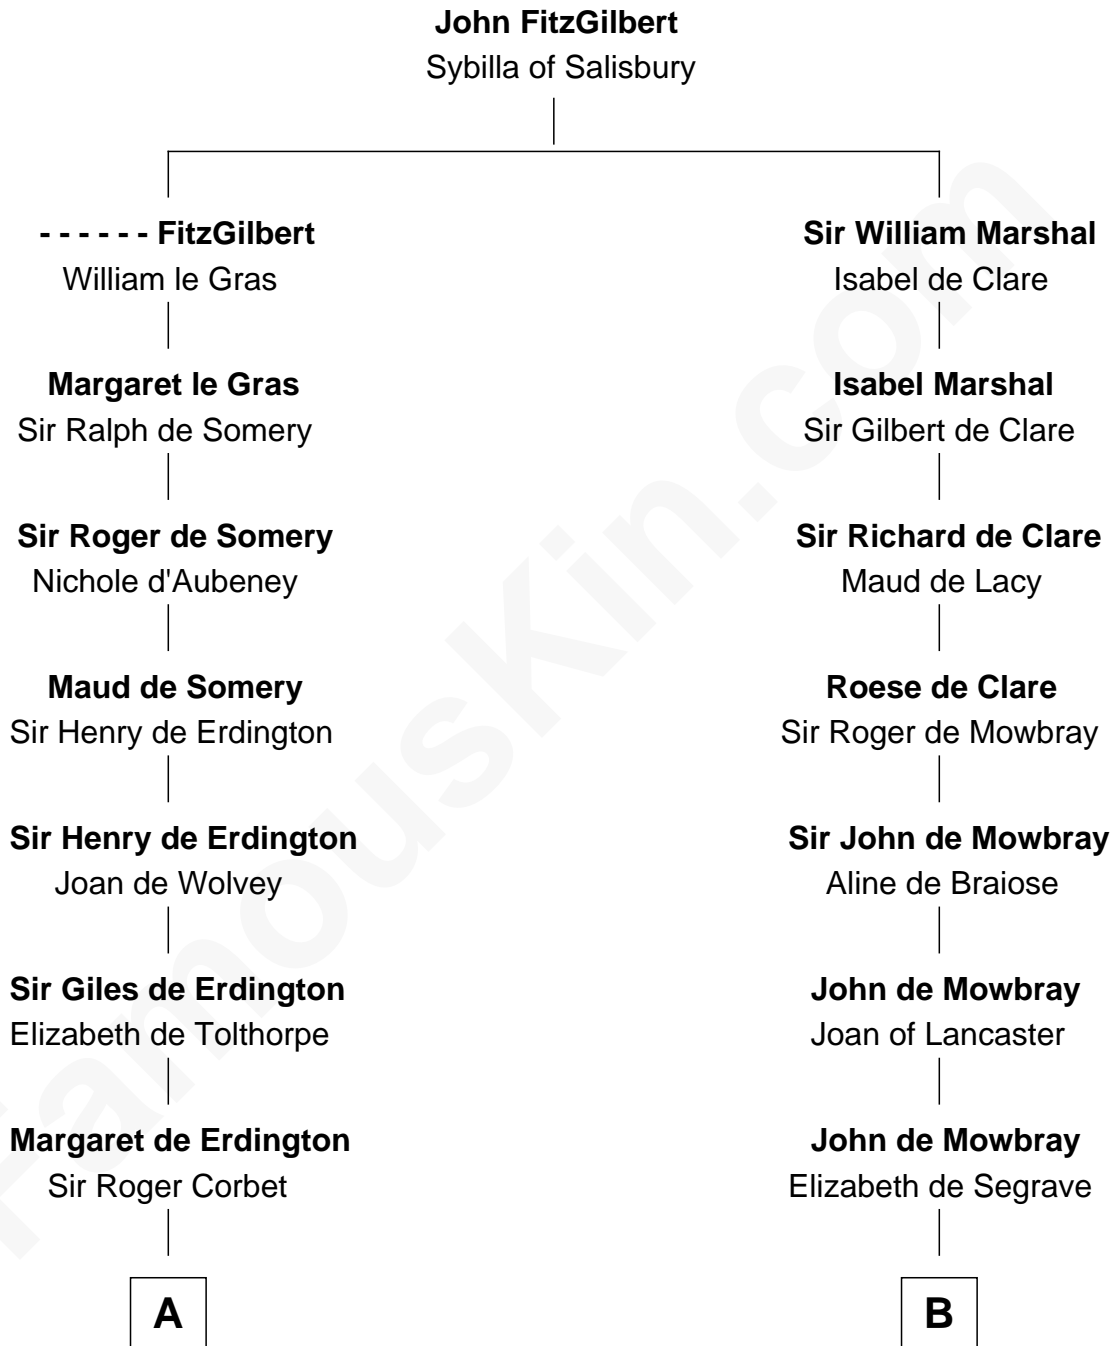 John FitzGilbert
Sybilla of Salisbury
- - - - - - FitzGilbert
William le Gras
Sir William Marshal
Isabel de Clare
Margaret le Gras
Sir Ralph de Somery
Isabel Marshal
Sir Gilbert de Clare
Sir Roger de Somery
Nichole d'Aubeney
Sir Richard de Clare
Maud de Lacy
Maud de Somery
Sir Henry de Erdington
Roese de Clare
Sir Roger de Mowbray
Sir Henry de Erdington
Joan de Wolvey
Sir John de Mowbray
Aline de Braiose
Sir Giles de Erdington
Elizabeth de Tolthorpe
John de Mowbray
Joan of Lancaster
Margaret de Erdington
Sir Roger Corbet
John de Mowbray
Elizabeth de Segrave
A
B
FamousKin.com